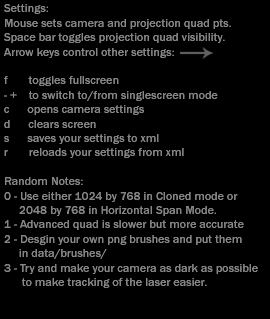 Settings:
Mouse sets camera and projection quad pts.
Space bar toggles projection quad visibility.
Arrow keys control other settings:
f toggles fullscreen
- + to switch to/from singlescreen mode
c opens camera settings
d clears screen
s saves your settings to xml
r reloads your settings from xml
Random Notes:
0 - Use either 1024 by 768 in Cloned mode or
2048 by 768 in Horizontal Span Mode.
1 - Advanced quad is slower but more accurate
2 - Desgin your own png brushes and put them
in data/brushes/
3 - Try and make your camera as dark as possible
to make tracking of the laser easier.